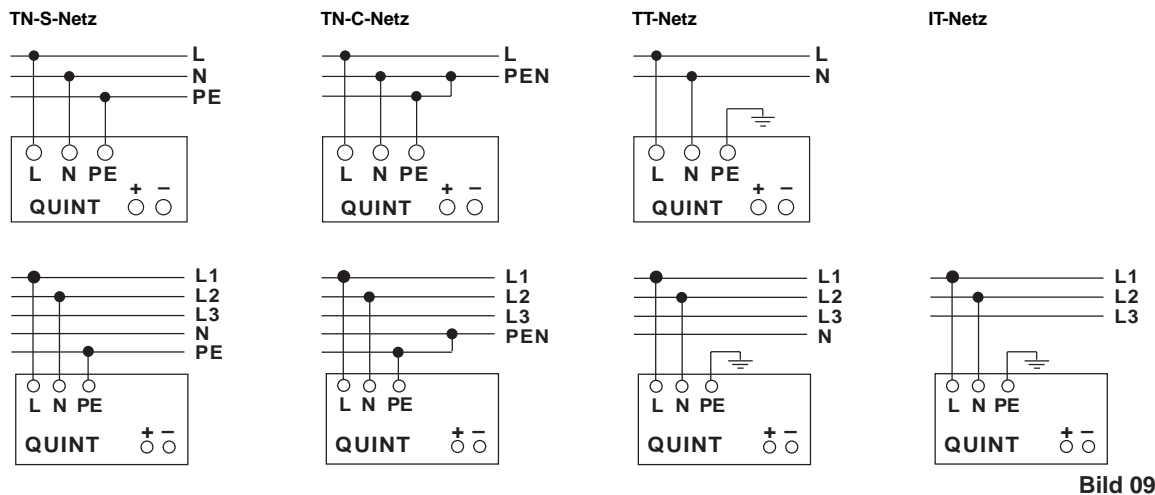 TN-S-Netz
TN-C-Netz
TT-Netz
IT-Netz
L
N
PE
L N PE
+ −
QUINT
L
PEN
L N PE
+ −
QUINT
L
N
L N PE
+ −
QUINT
L1
L2
L3
N
PE
L N PE
+ −
QUINT
L1
L2
L3
PEN
L N PE
+ −
QUINT
L1
L2
L3
N
L N PE
+ −
QUINT
L1
L2
L3
L N PE
+ −
QUINT
Bild 09